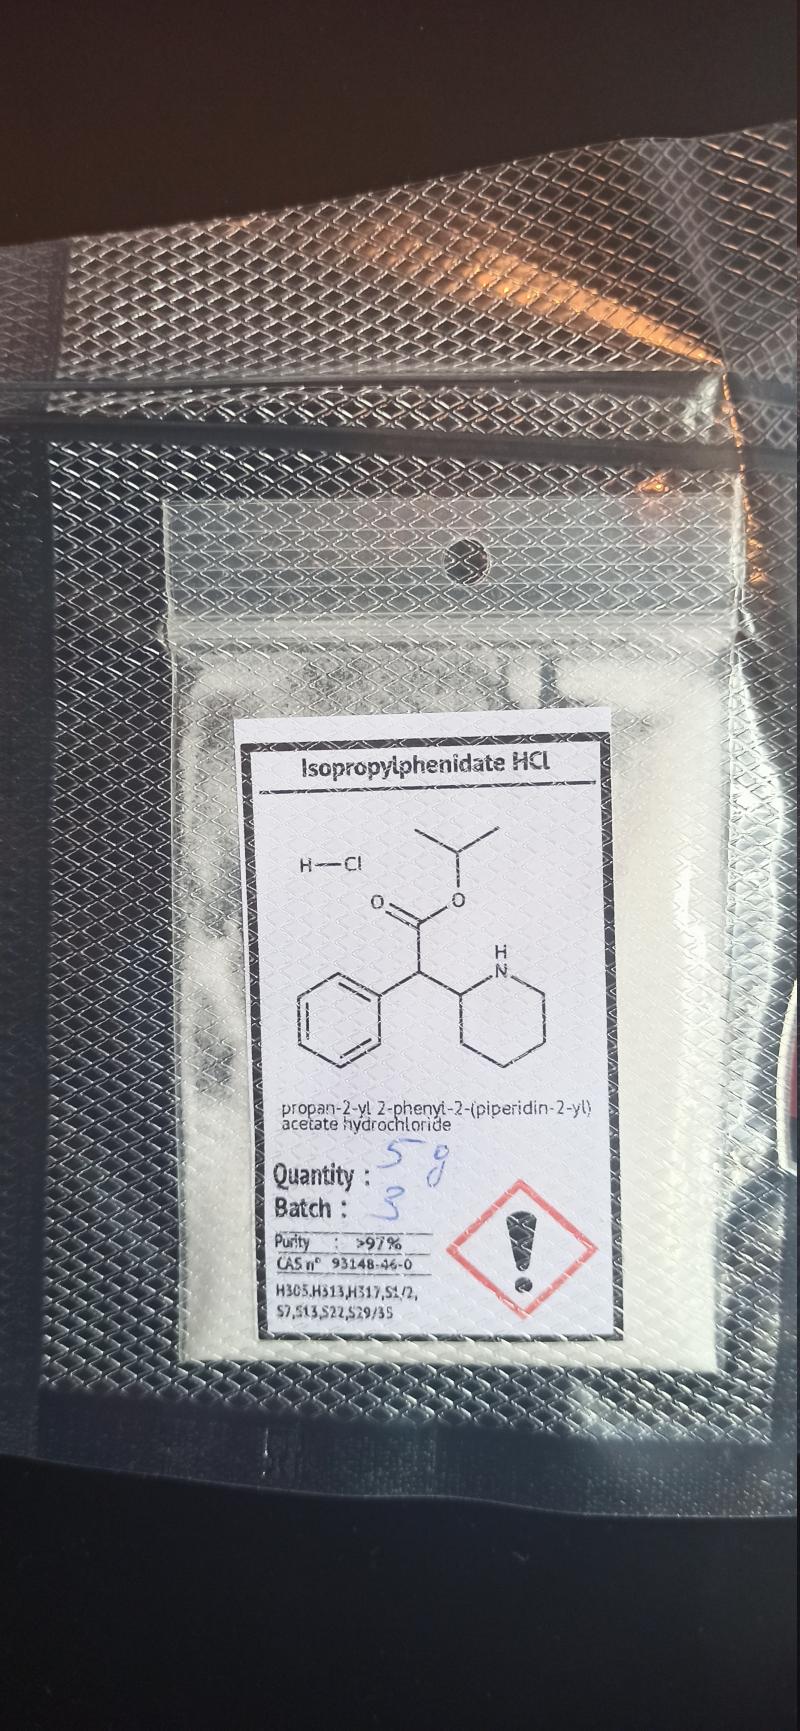 Isopropylphenidate HCl
H—Cl
O
O
H
N
propan-2-yl 2-phenyl-2-(piperidin-2-yl)
acetate hydrochloride
Quantity : 5 g
Batch : 3
Purity : >97%
CAS n° 93148-46-0
H303,H313,H317,S1/2,
S7,S13,S22,S29/35